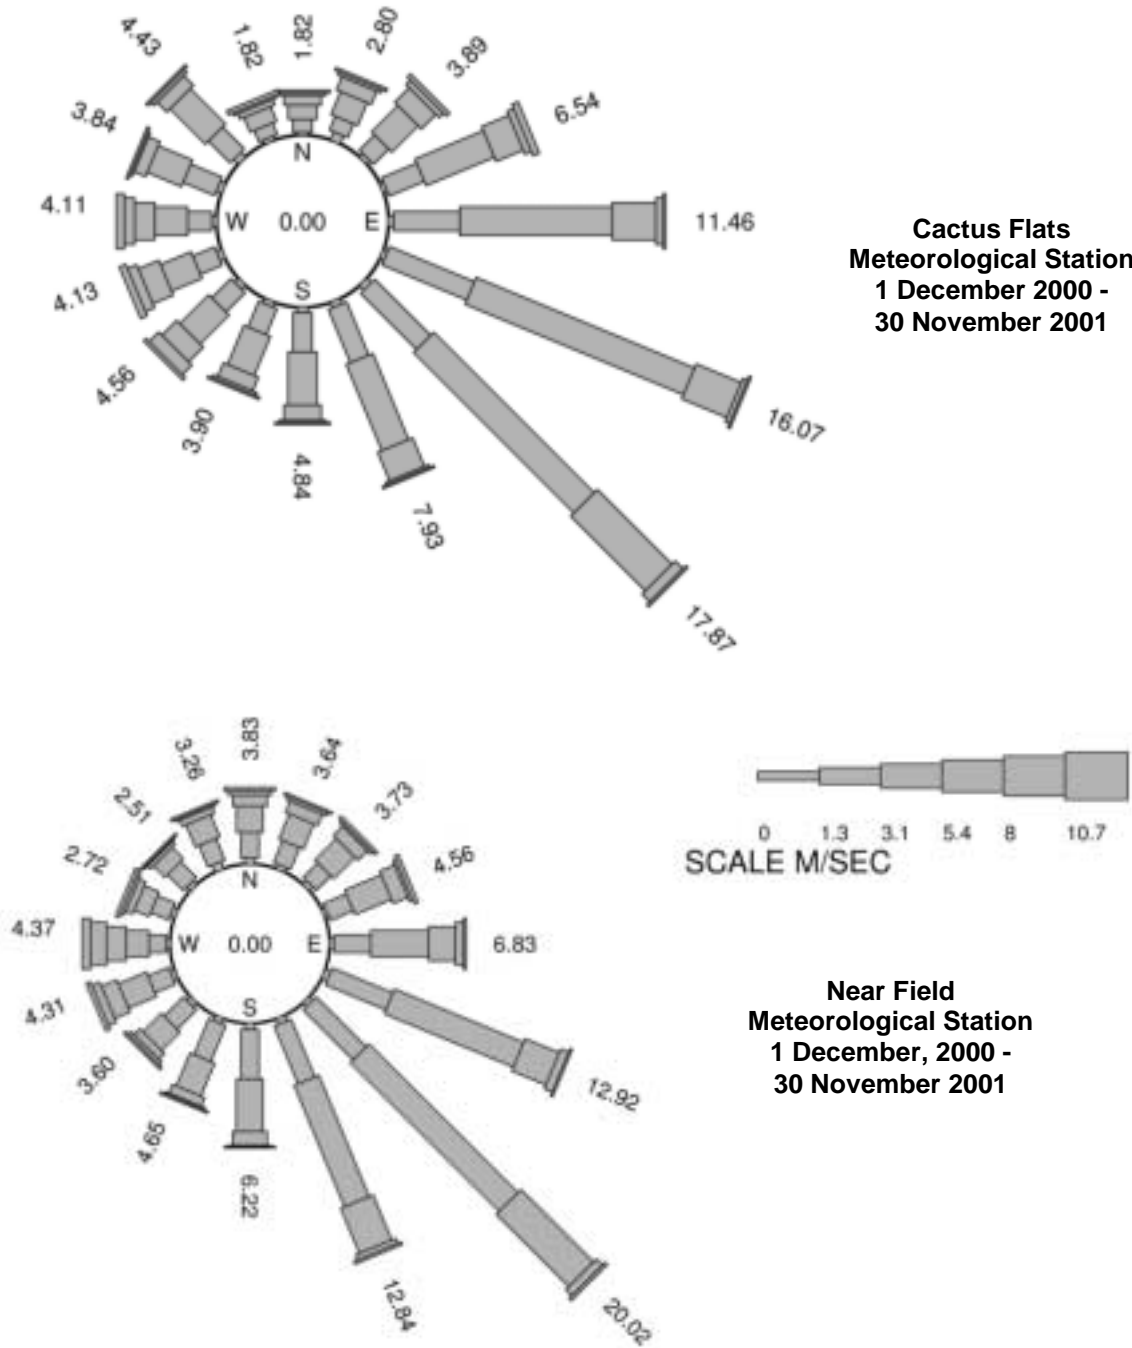 4.43
1.82
1.82
2.80
3.89
6.54
3.84
N
4.11
W 0.00 E
11.46
S
4.13
4.56
3.90
4.84
7.93
16.07
17.87
Cactus Flats
Meteorological Station
1 December 2000 -
30 November 2001
3.26
3.83
3.64
3.73
2.51
2.72
4.56
N
4.37
W 0.00 E
6.83
S
4.31
3.60
4.65
6.22
12.84
12.92
20.02
0 1.3 3.1 5.4 8 10.7
SCALE M/SEC
Near Field
Meteorological Station
1 December, 2000 -
30 November 2001